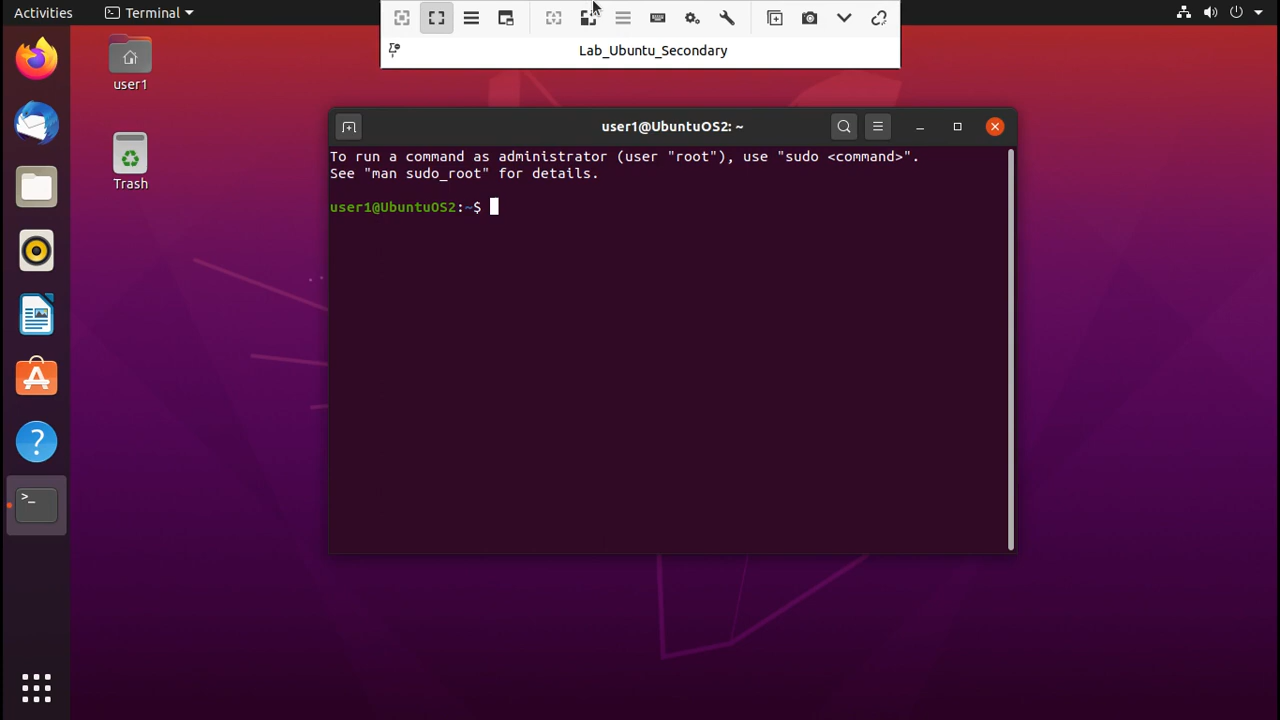 Activities
Terminal
Lab_Ubuntu_Secondary
user1
Trash
user1@UbuntuOS2: ~
To run a command as administrator (user "root"), use "sudo <command>".
See "man sudo_root" for details.
user1@UbuntuOS2:~$